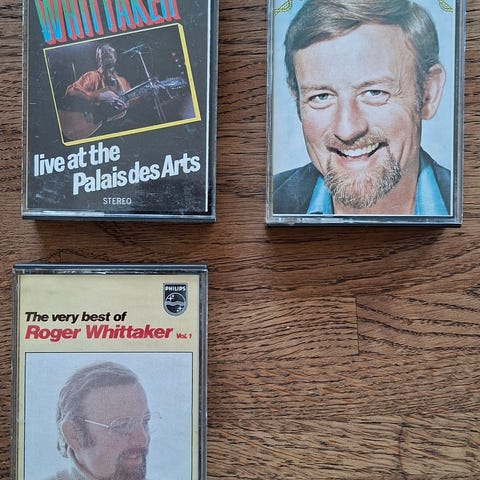 WHITTAKER
live at the
Palais des Arts
STEREO
PHILIPS
The very best of
Roger Whittaker Vol. 1